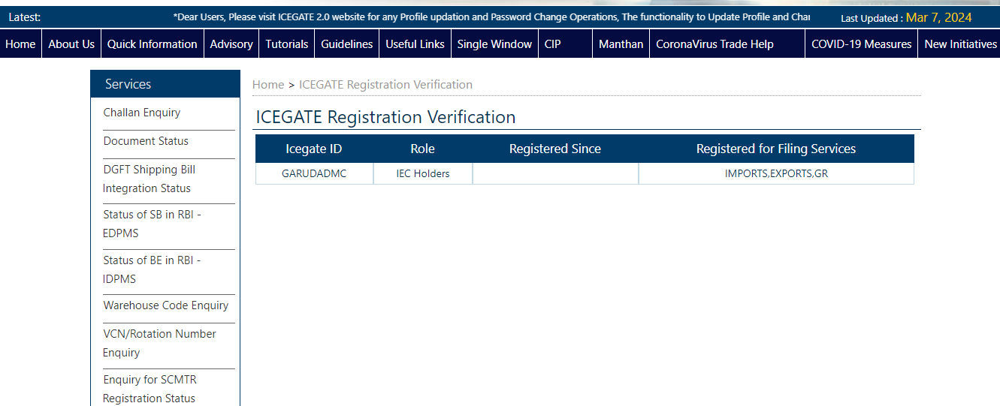 Latest:
*Dear Users, Please visit ICEGATE 2.0 website for any Profile updation and Password Change Operations, The functionality to Update Profile and
Last Updated : Mar 7, 2024
Home
About Us
Quick Information
Advisory
Tutorials
Guidelines
Useful Links
Single Window
CIP
Manthan
CoronaVirus Trade Help
COVID-19 Measures
New Initiatives
Services
Challan Enquiry
Document Status
DGFT Shipping Bill
Integration Status
Status of SB in RBI -
EDPMS
Status of BE in RBI -
IDPMS
Warehouse Code Enquiry
VCN/Rotation Number
Enquiry
Enquiry for SCMTR
Registration Status
Home > ICEGATE Registration Verification
ICEGATE Registration Verification
Icegate ID
Role
Registered Since
Registered for Filing Services
GARUDADMC
IEC Holders
IMPORTS,EXPORTS,GR